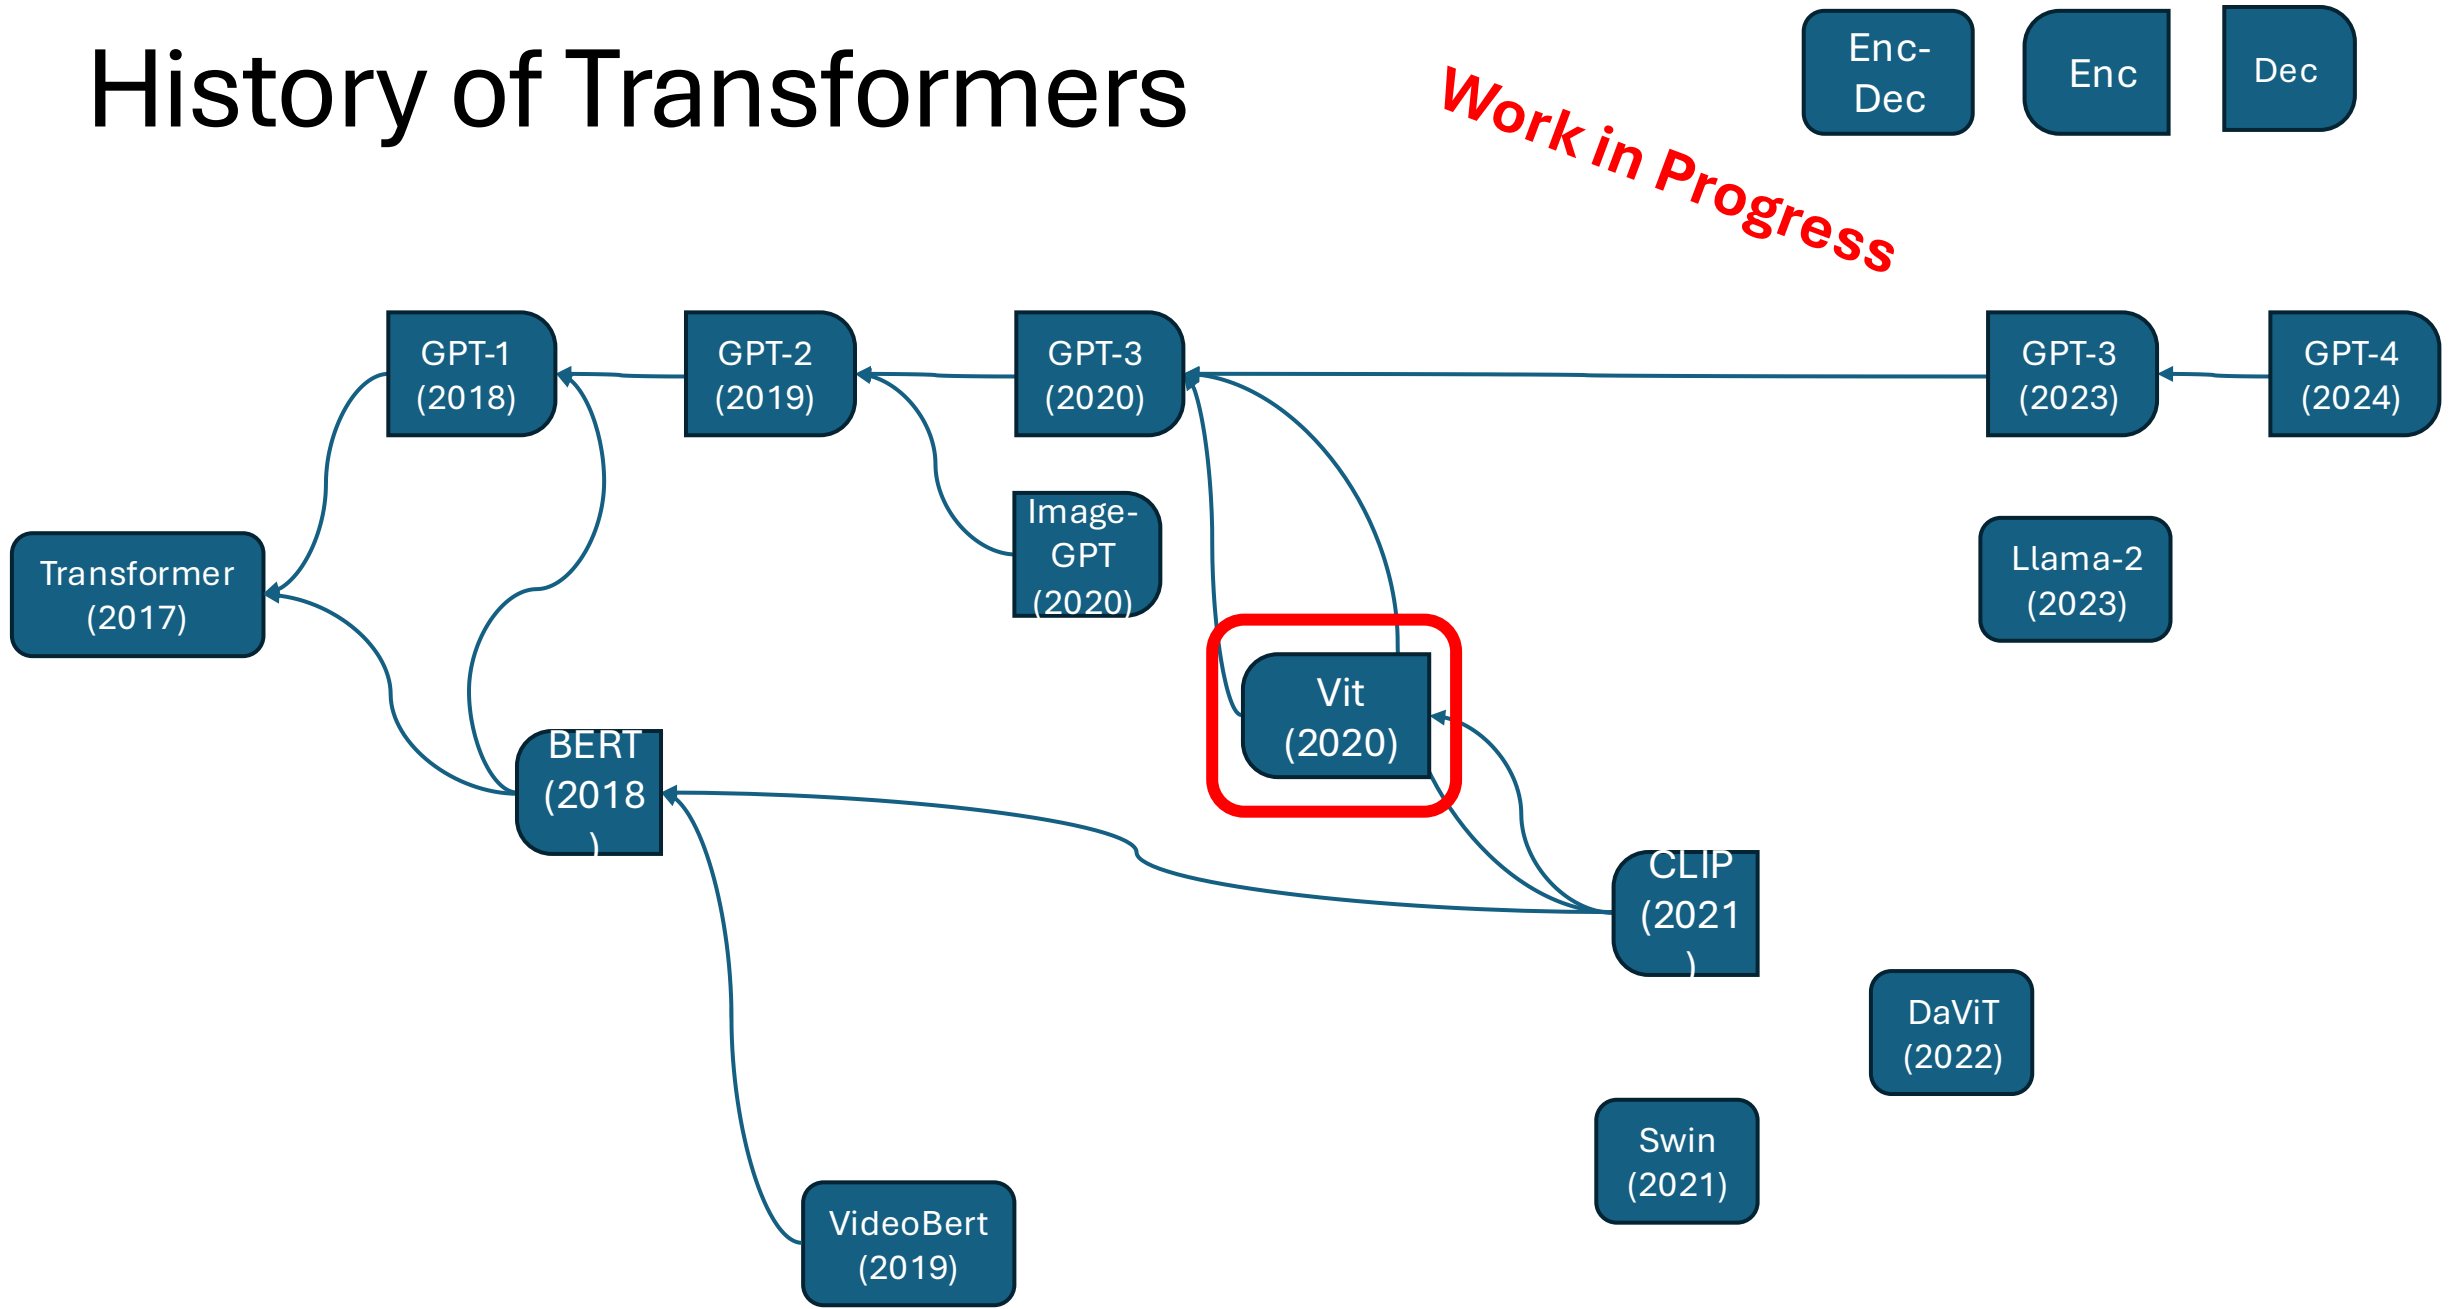 History of Transformers
Work in Progress
Enc-
Dec
Enc
Dec
GPT-1
(2018)
GPT-2
(2019)
GPT-3
(2020)
GPT-3
(2023)
GPT-4
(2024)
Image-
GPT
(2020)
Transformer
(2017)
Llama-2
(2023)
Vit
(2020)
BERT
(2018
)
CLIP
(2021
)
DaViT
(2022)
Swin
(2021)
VideoBert
(2019)